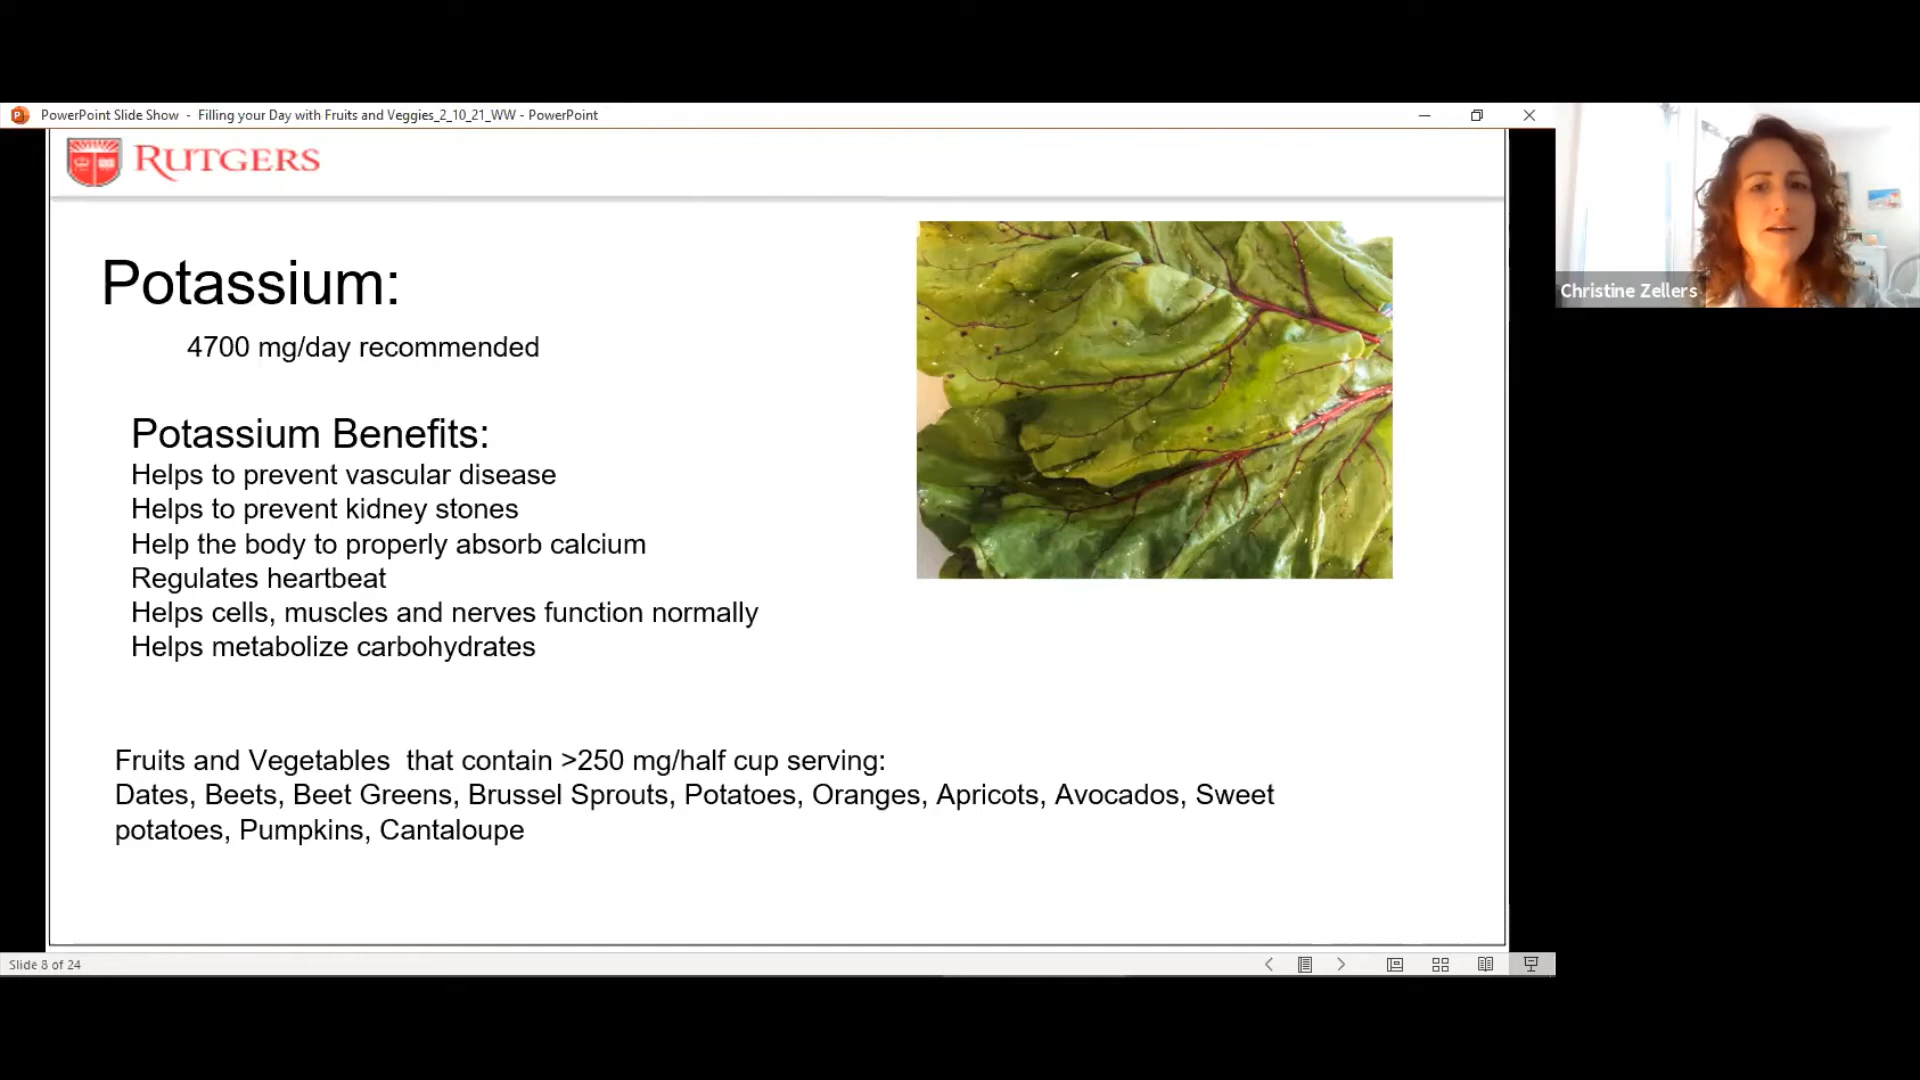 PowerPoint Slide Show - Filling your Day with Fruits and Veggies_2_10_21_WW - PowerPoint
RUTGERS
Christine Zellers
Potassium:
4700 mg/day recommended
Potassium Benefits:
Helps to prevent vascular disease
Helps to prevent kidney stones
Help the body to properly absorb calcium
Regulates heartbeat
Helps cells, muscles and nerves function normally
Helps metabolize carbohydrates
Fruits and Vegetables  that contain >250 mg/half cup serving:
Dates, Beets, Beet Greens, Brussel Sprouts, Potatoes, Oranges, Apricots, Avocados, Sweet
potatoes, Pumpkins, Cantaloupe
Slide 8 of 24